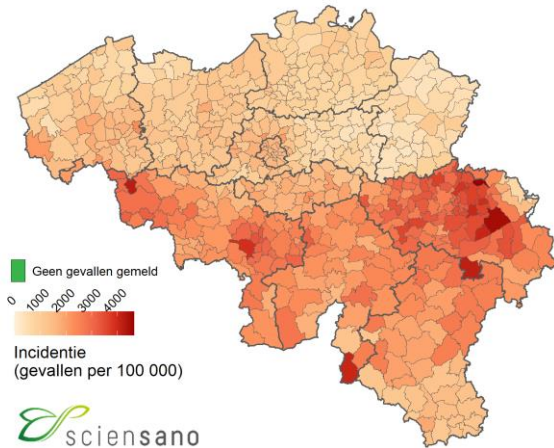 Geen gevallen gemeld
0 1000 2000 3000 4000
Incidentie
(gevallen per 100 000)
sciensano